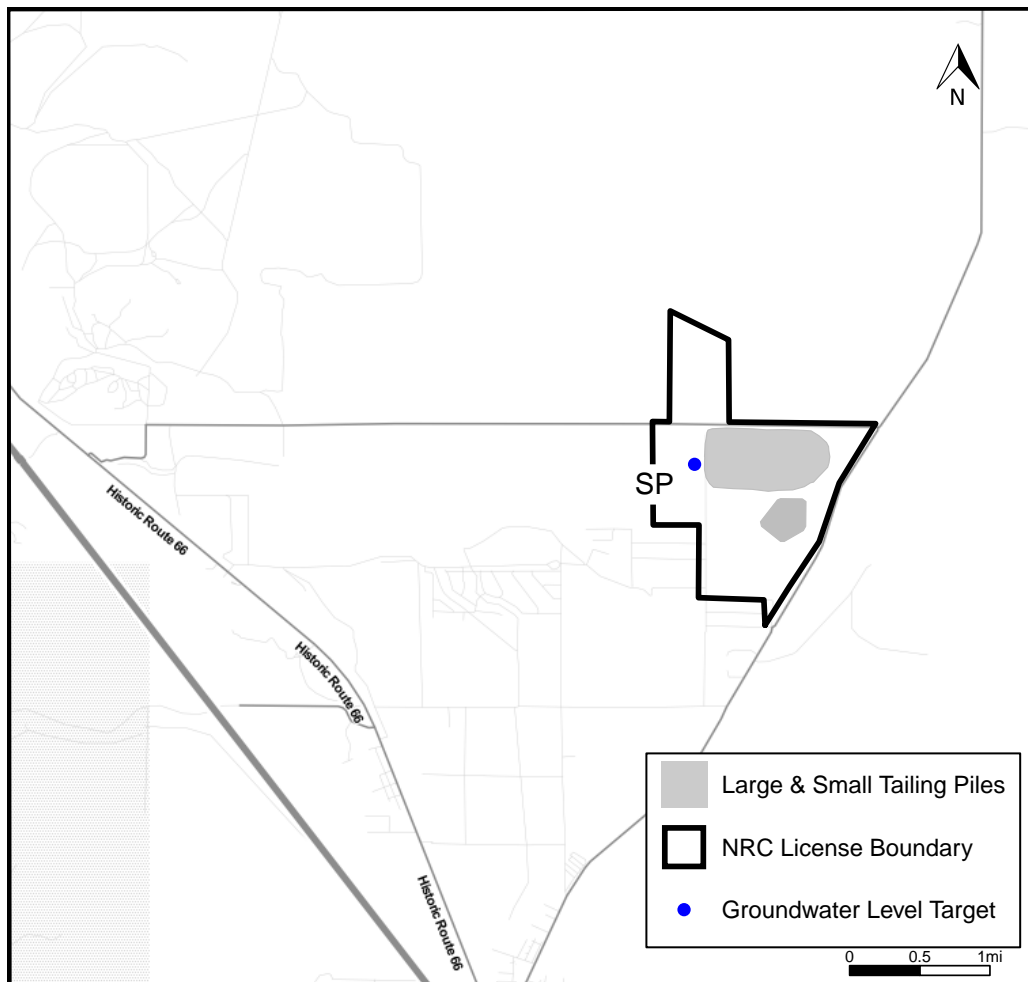 N
SP
Historic Route 66
Historic Route 66
Historic Route 66
Large & Small Tailing Piles
NRC License Boundary
Groundwater Level Target
0 0.5 1mi